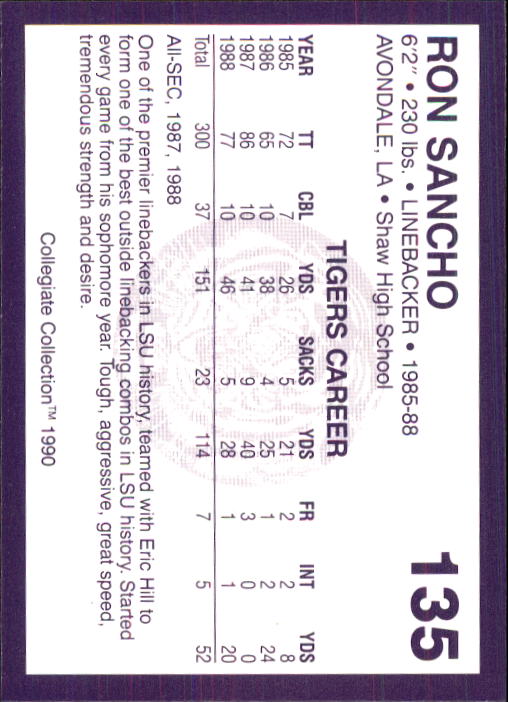 RON SANCHO 135
6'2" • 230 lbs. • LINEBACKER • 1985-88
AVONDALE, LA • Shaw High School
TIGERS CAREER
YEAR TT CBL YDS SACKS YDS FR INT YDS
1985 72 7 26 5 21 2 2 8
1986 65 10 38 4 25 1 2 24
1987 86 10 41 9 40 3 0 0
1988 77 10 46 5 28 1 1 20
Total 300 37 151 23 114 7 5 52
All-SEC, 1987, 1988
One of the premier linebackers in LSU history, teamed with Eric Hill to
form one of the best outside linebacking combos in LSU history. Started
every game from his sophomore year. Tough, aggressive, great speed,
tremendous strength and desire.
Collegiate Collection™ 1990